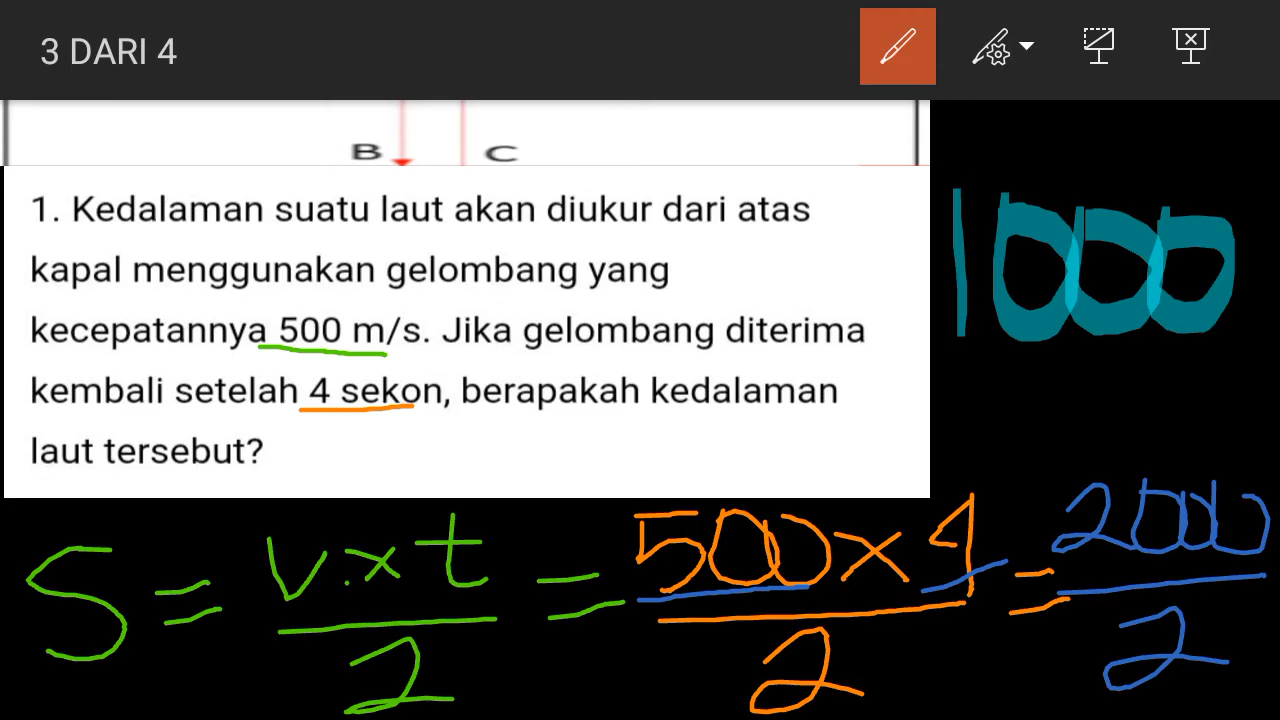 3 DARI 4
B C
1. Kedalaman suatu laut akan diukur dari atas
kapal menggunakan gelombang yang
kecepatannya 500 m/s. Jika gelombang diterima
kembali setelah 4 sekon, berapakah kedalaman
laut tersebut?
1000
S = v × t / 2 = 500 × 4 / 2 = 2000 / 2